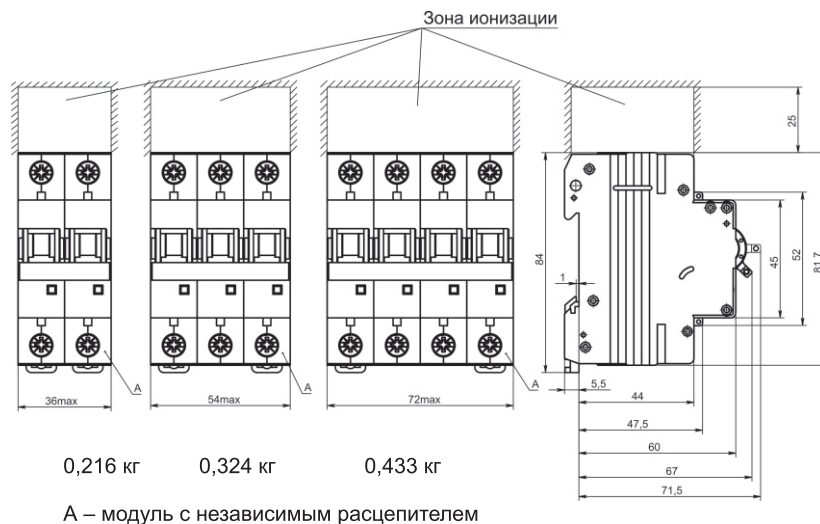 Зона ионизации
25
84
1
45
52
81,7
A
A
A
36max
54max
72max
5,5
44
47,5
60
67
71,5
0,216 кг
0,324 кг
0,433 кг
А – модуль с независимым расцепителем